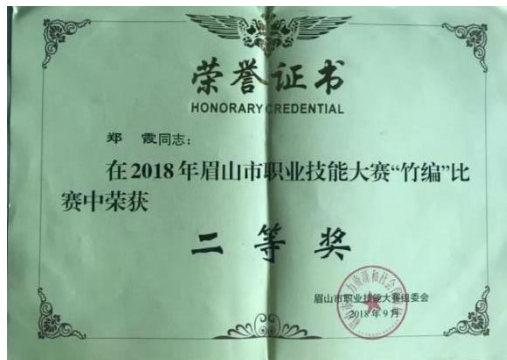 荣誉证书
HONORARY CREDENTIAL
郑 霞同志：
在2018年眉山市职业技能大赛“竹编”比
赛中荣获
二等奖
眉山市职业技能大赛组委会
2018年9月